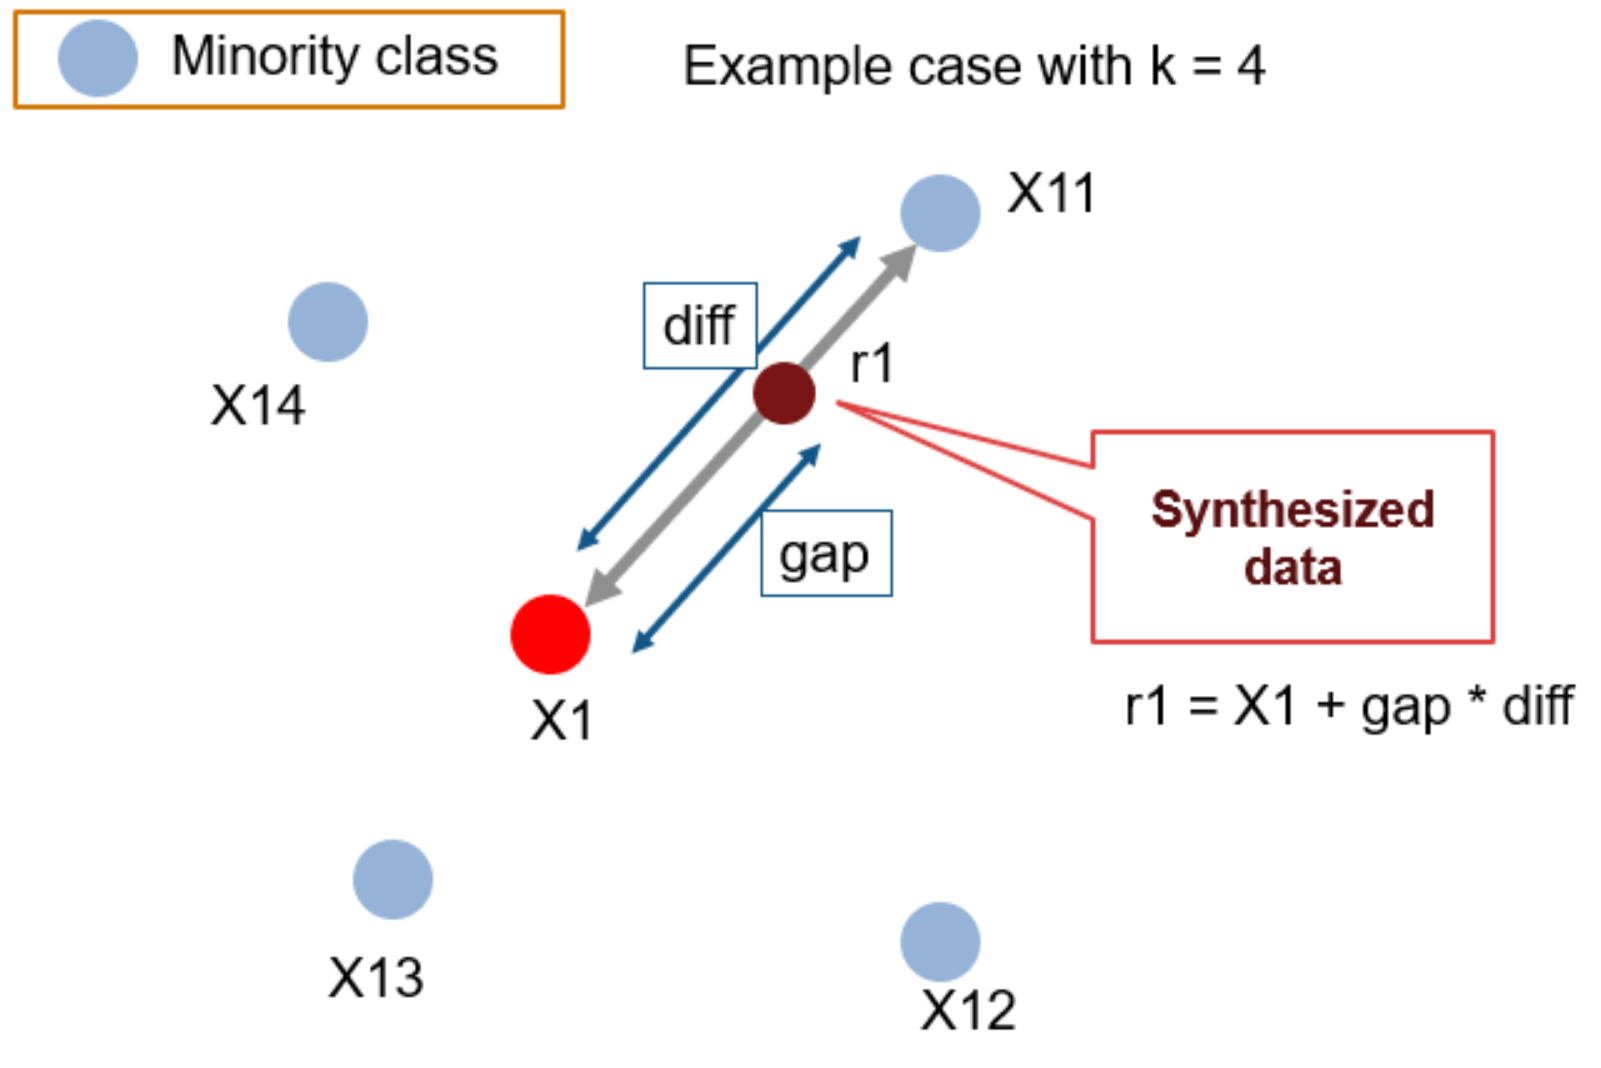 Minority class
Example case with k = 4
X11
diff
r1
X14
Synthesized
data
gap
r1 = X1 + gap * diff
X1
X13
X12